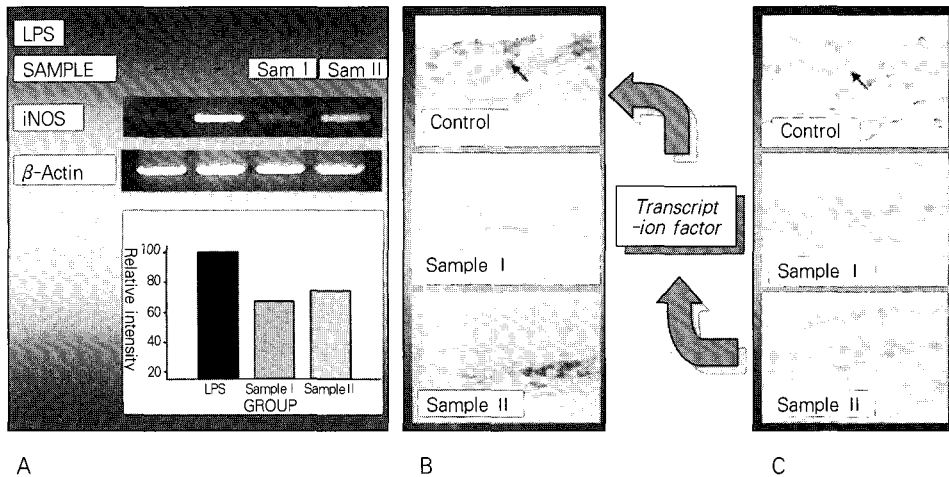 LPS
SAMPLE Sam I Sam II
iNOS
β-Actin
Relative intensity
100
80
60
40
20
LPS Sample I Sample II
GROUP
Control
Sample I
Sample II
Transcript
-ion factor
Control
Sample I
Sample II
A B C